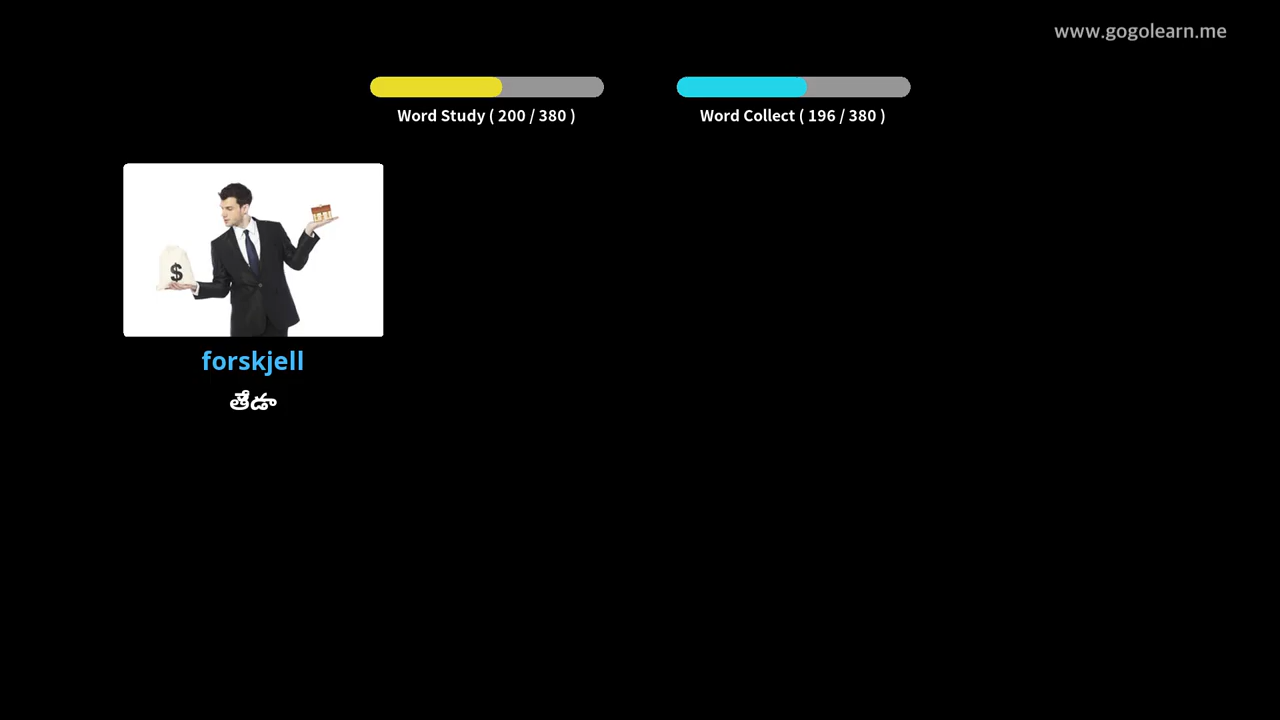 www.gogolearn.me
Word Study ( 200 / 380 )
Word Collect ( 196 / 380 )
$
forskjell
తేడా